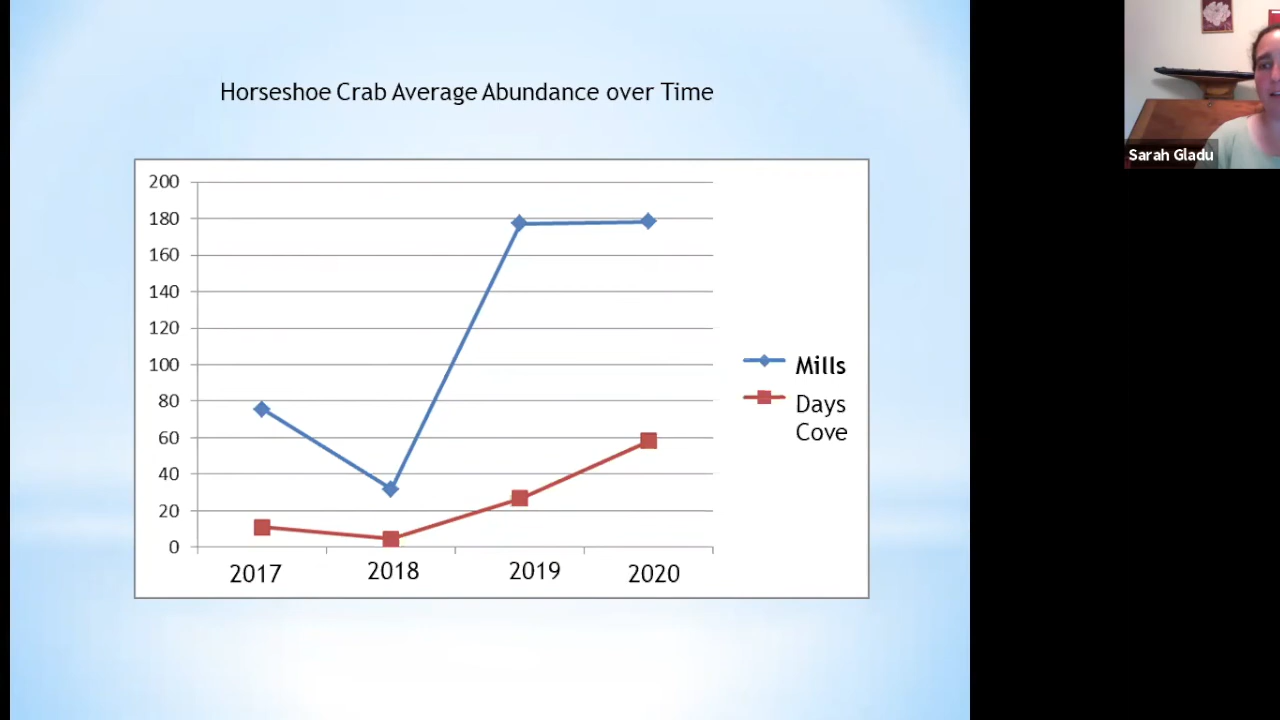 Horseshoe Crab Average Abundance over Time
Sarah Gladu
200
180
160
140
120
100
80
60
40
20
0
2017 2018 2019 2020
Mills
Days
Cove